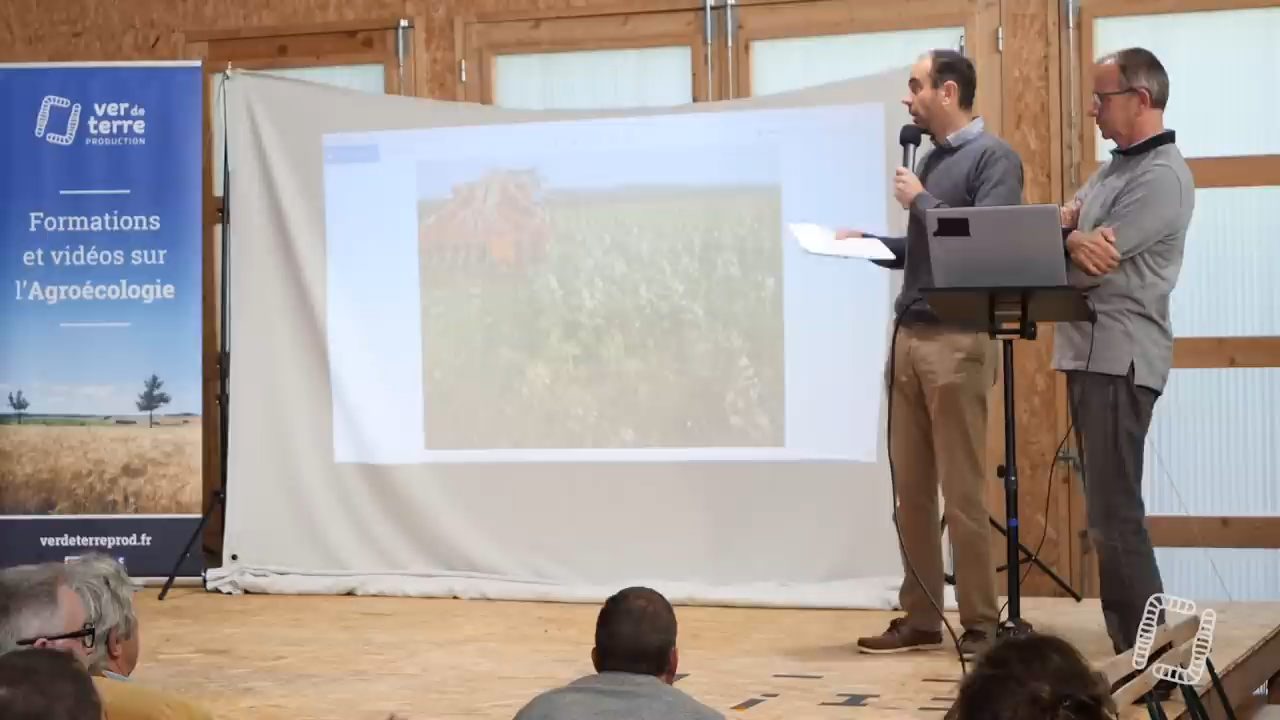 ver de
terre
PRODUCTION
Formations
et vidéos sur
l'Agroécologie
verdeterreprod.fr